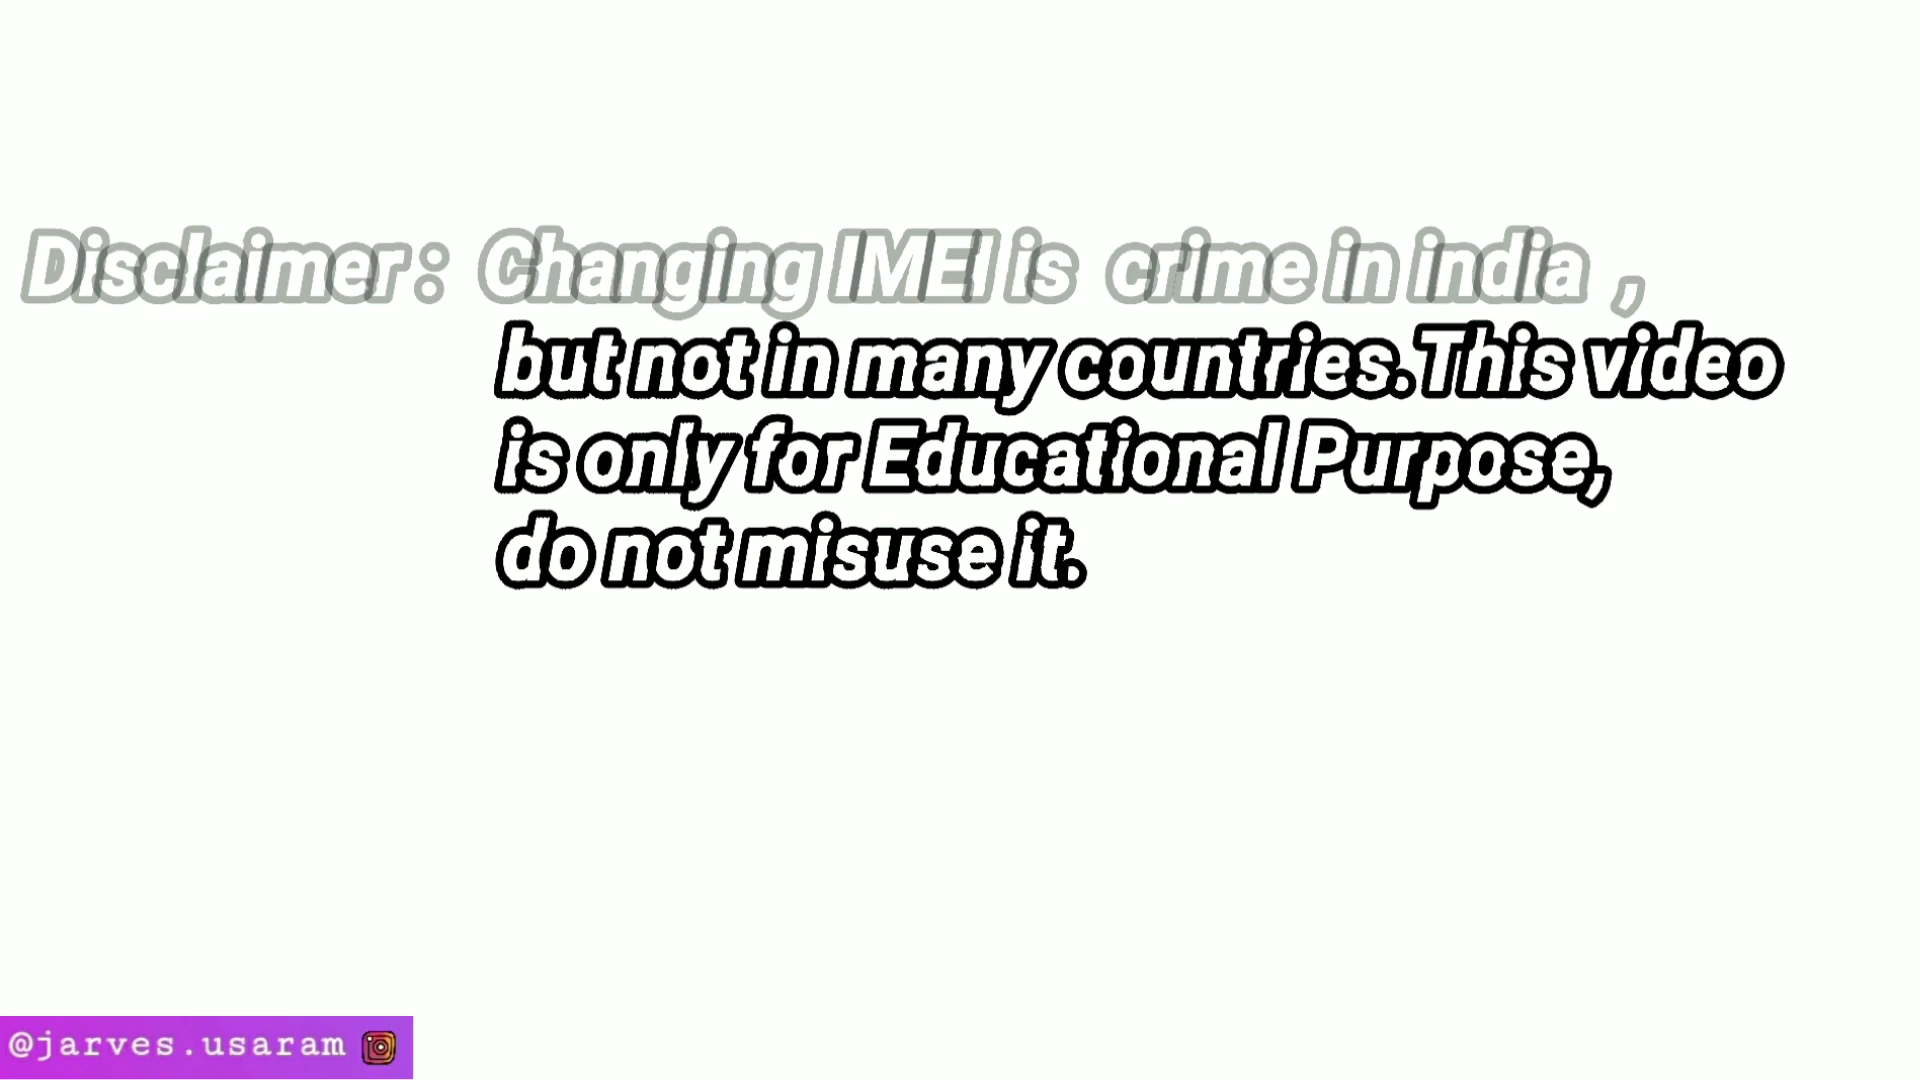 Disclaimer : Changing IMEI is crime in india ,
but not in many countries.This video
is only for Educational Purpose,
do not misuse it.
@jarves.usaram